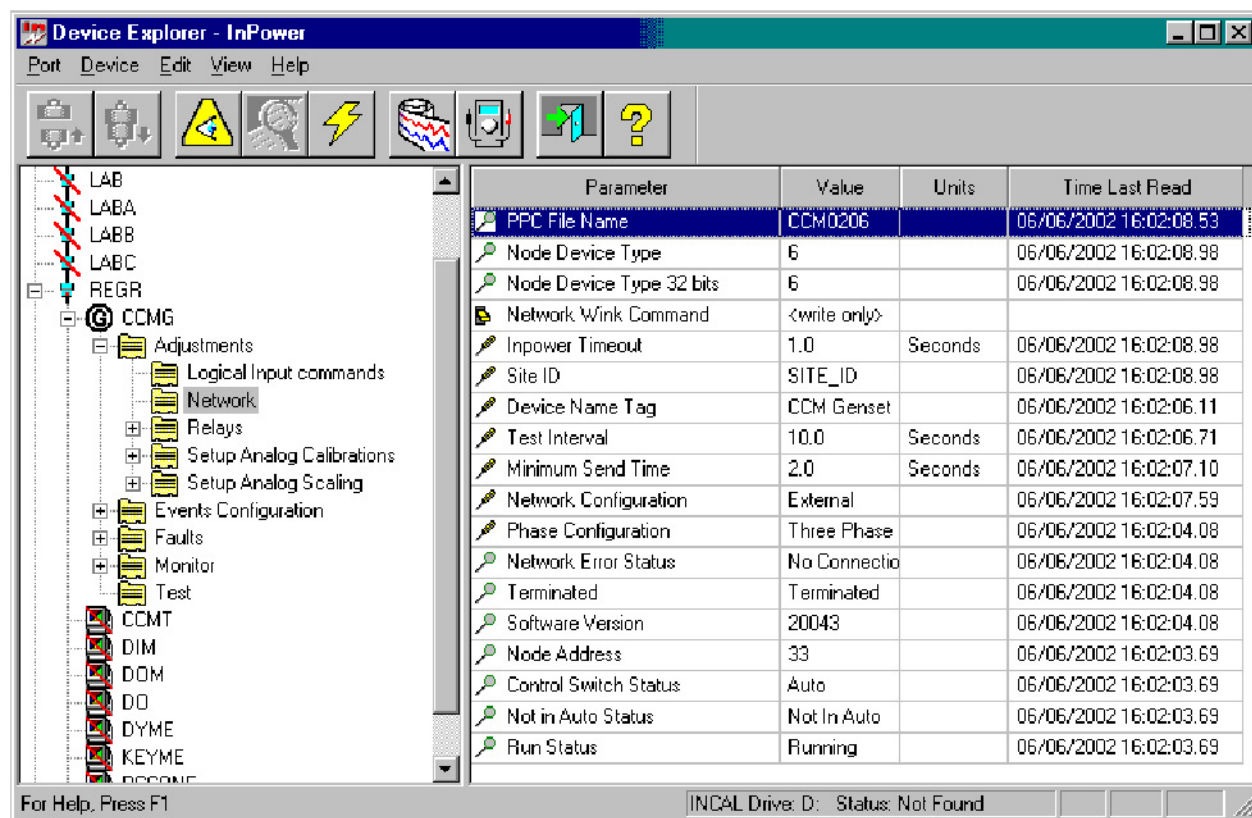 Device Explorer - InPower
Port Device Edit View Help
LAB
LABA
LABB
LABC
REGR
CCMG
Adjustments
Logical Input commands
Network
Relays
Setup Analog Calibrations
Setup Analog Scaling
Events Configuration
Faults
Monitor
Test
CCMT
DIM
DOM
DO
DYME
KEYME
Parameter Value Units Time Last Read
PPC File Name CCM0206 06/06/2002 16:02:08.53
Node Device Type 6 06/06/2002 16:02:08.98
Node Device Type 32 bits 6 06/06/2002 16:02:08.98
Network Wink Command <write only>
Inpower Timeout 1.0 Seconds 06/06/2002 16:02:08.98
Site ID SITE_ID 06/06/2002 16:02:08.98
Device Name Tag CCM Genset 06/06/2002 16:02:06.11
Test Interval 10.0 Seconds 06/06/2002 16:02:06.71
Minimum Send Time 2.0 Seconds 06/06/2002 16:02:07.10
Network Configuration External 06/06/2002 16:02:07.59
Phase Configuration Three Phase 06/06/2002 16:02:04.08
Network Error Status No Connectio 06/06/2002 16:02:04.08
Terminated Terminated 06/06/2002 16:02:04.08
Software Version 20043 06/06/2002 16:02:04.08
Node Address 33 06/06/2002 16:02:03.69
Control Switch Status Auto 06/06/2002 16:02:03.69
Not in Auto Status Not In Auto 06/06/2002 16:02:03.69
Run Status Running 06/06/2002 16:02:03.69
For Help, Press F1
INCAL Drive: D: Status: Not Found